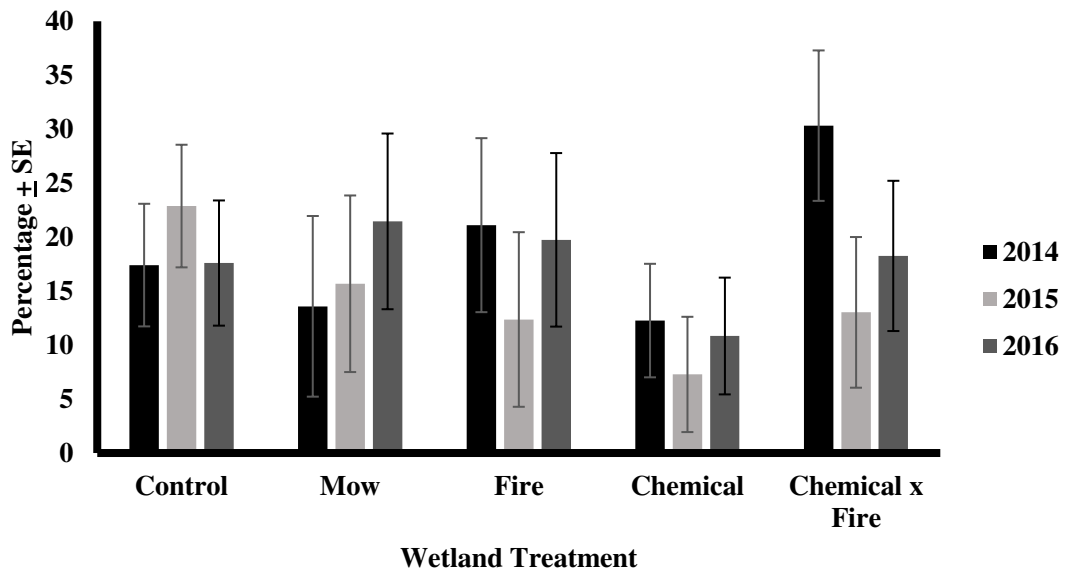 40
35
30
25
20
15
10
5
0
Percentage ± SE
Control
Mow
Fire
Chemical
Chemical x
Fire
Wetland Treatment
2014
2015
2016